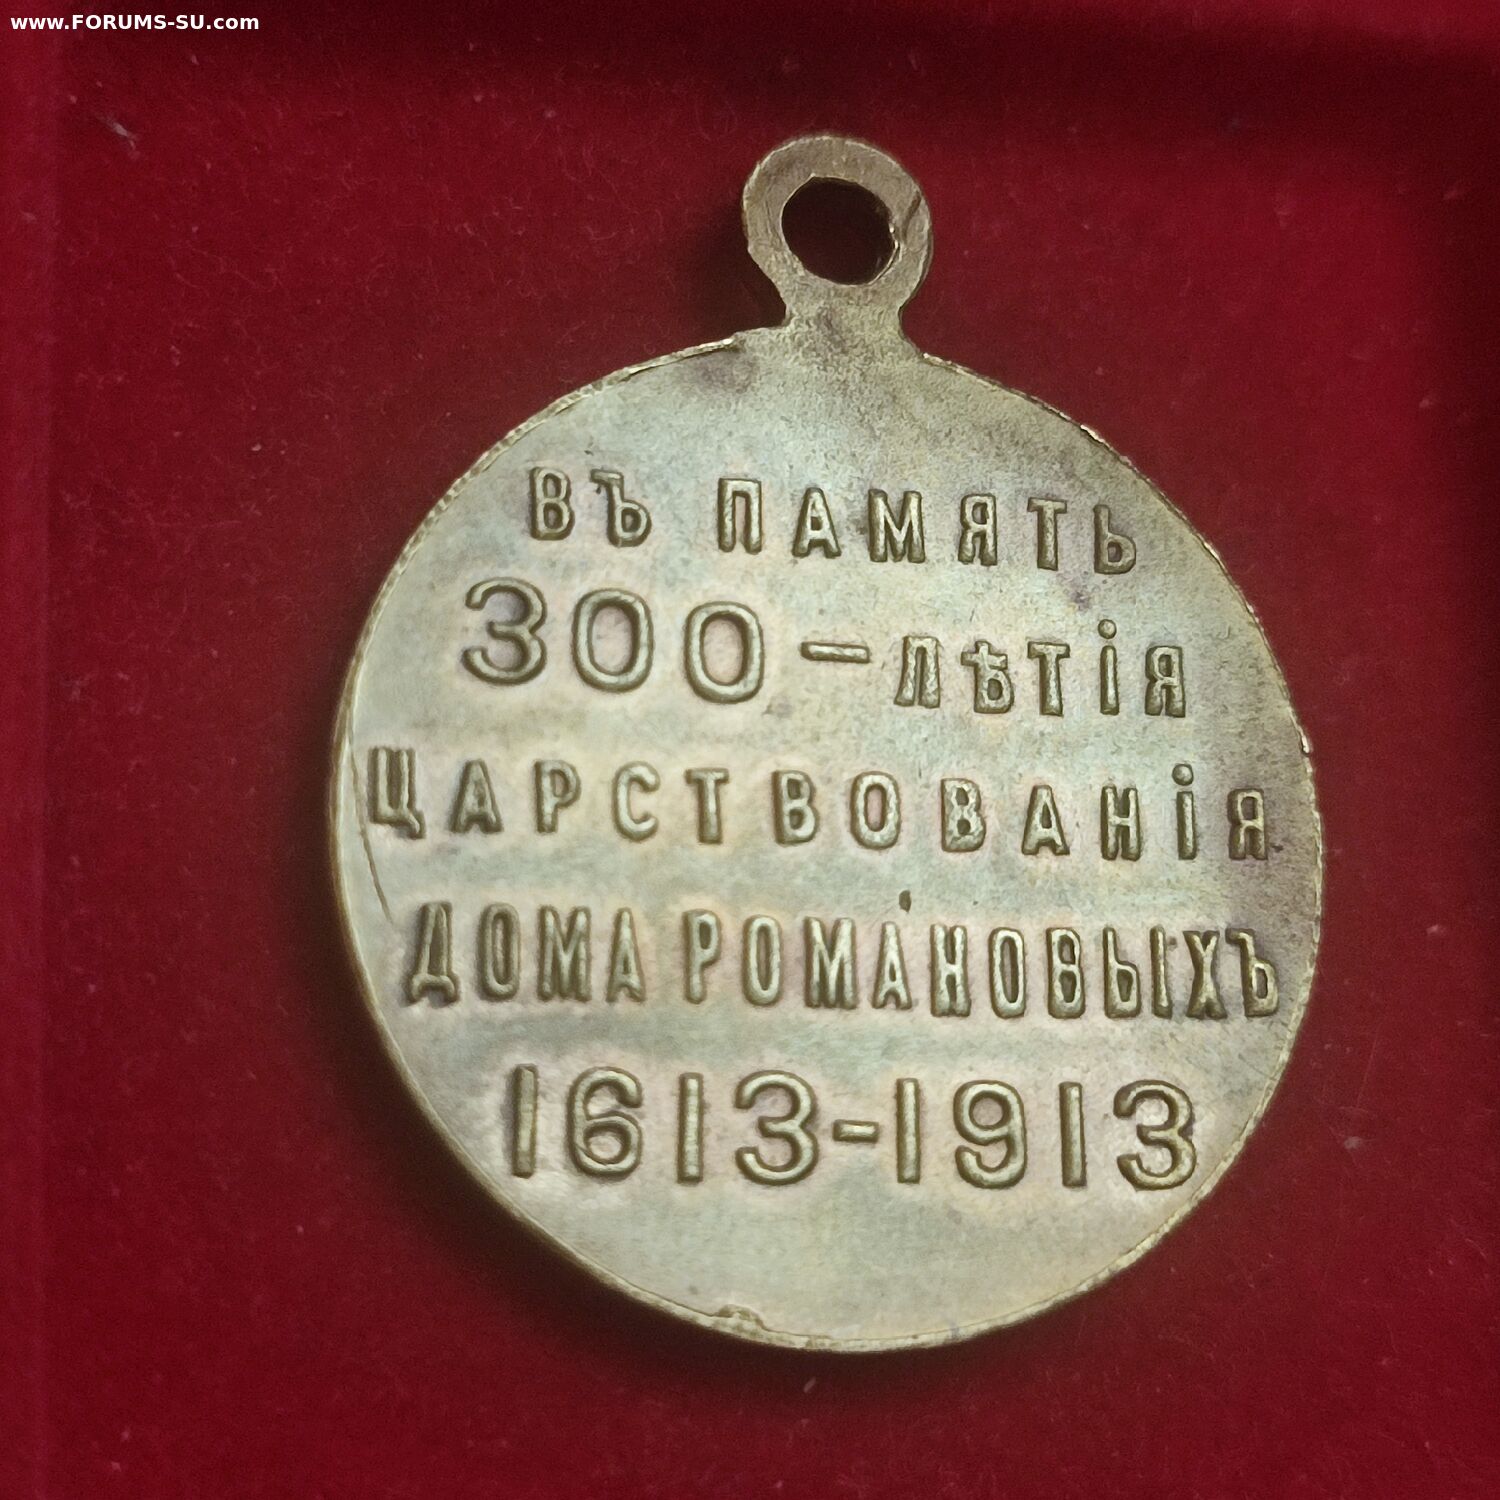 www.FORUMS-SU.com
ВЪ ПАМЯТЬ
300-ЛѢТІЯ
ЦАРСТВОВАНІЯ
ДОМА РОМАНОВЫХЪ
1613-1913